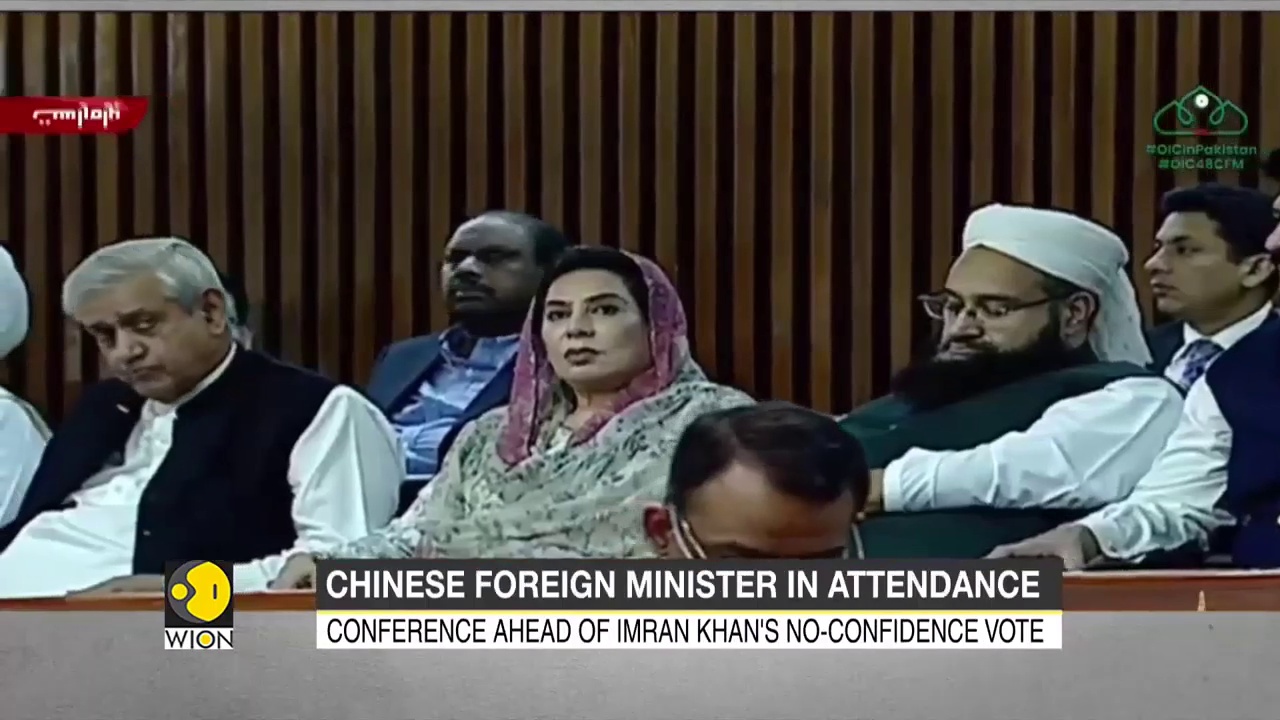 #OICinPakistan
#OIC48CFM
CHINESE FOREIGN MINISTER IN ATTENDANCE
CONFERENCE AHEAD OF IMRAN KHAN'S NO-CONFIDENCE VOTE
WION